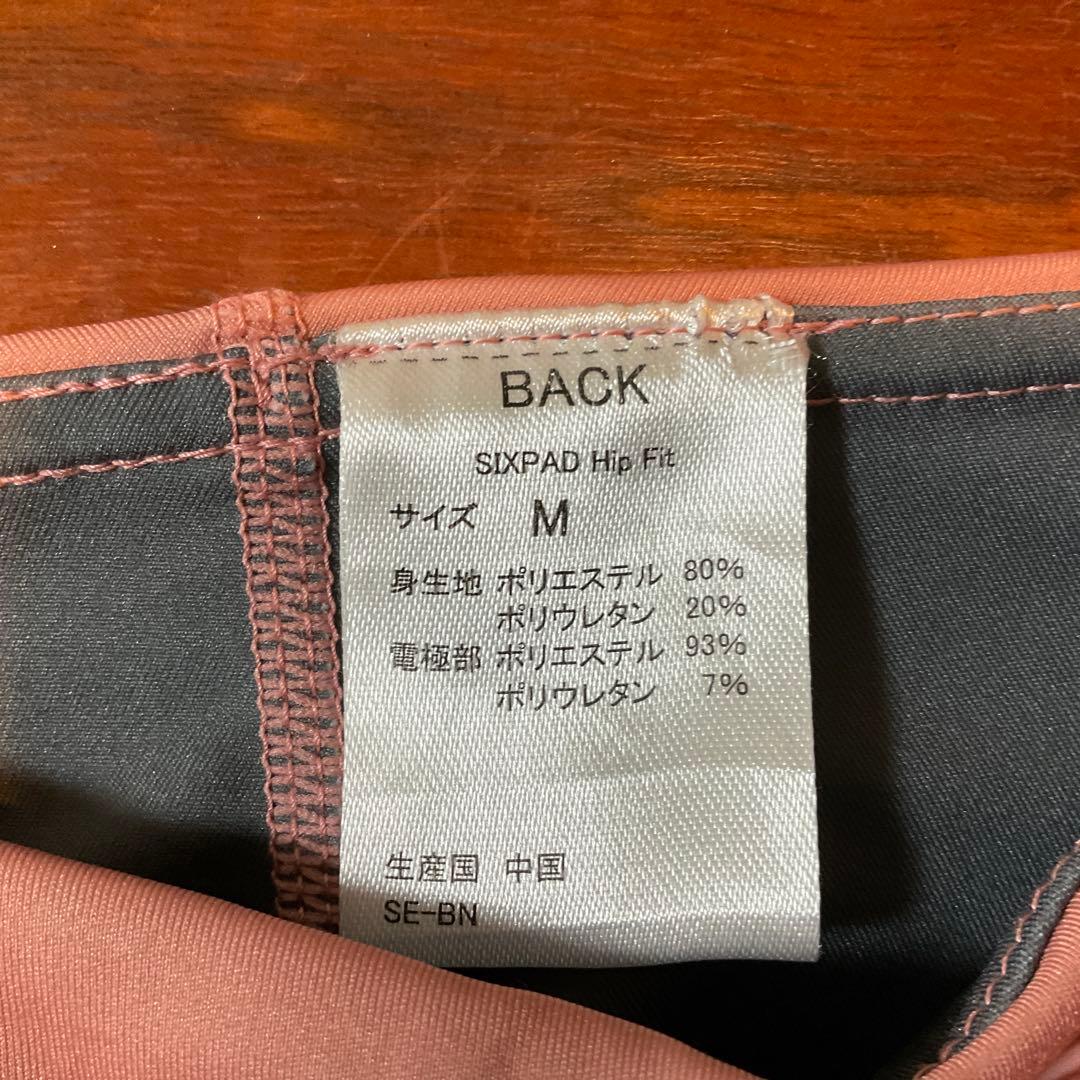 BACK
SIXPAD Hip Fit
サイズ M
身生地 ポリエステル 80%
ポリウレタン 20%
電極部 ポリエステル 93%
ポリウレタン 7%
生産国 中国
SE-BN